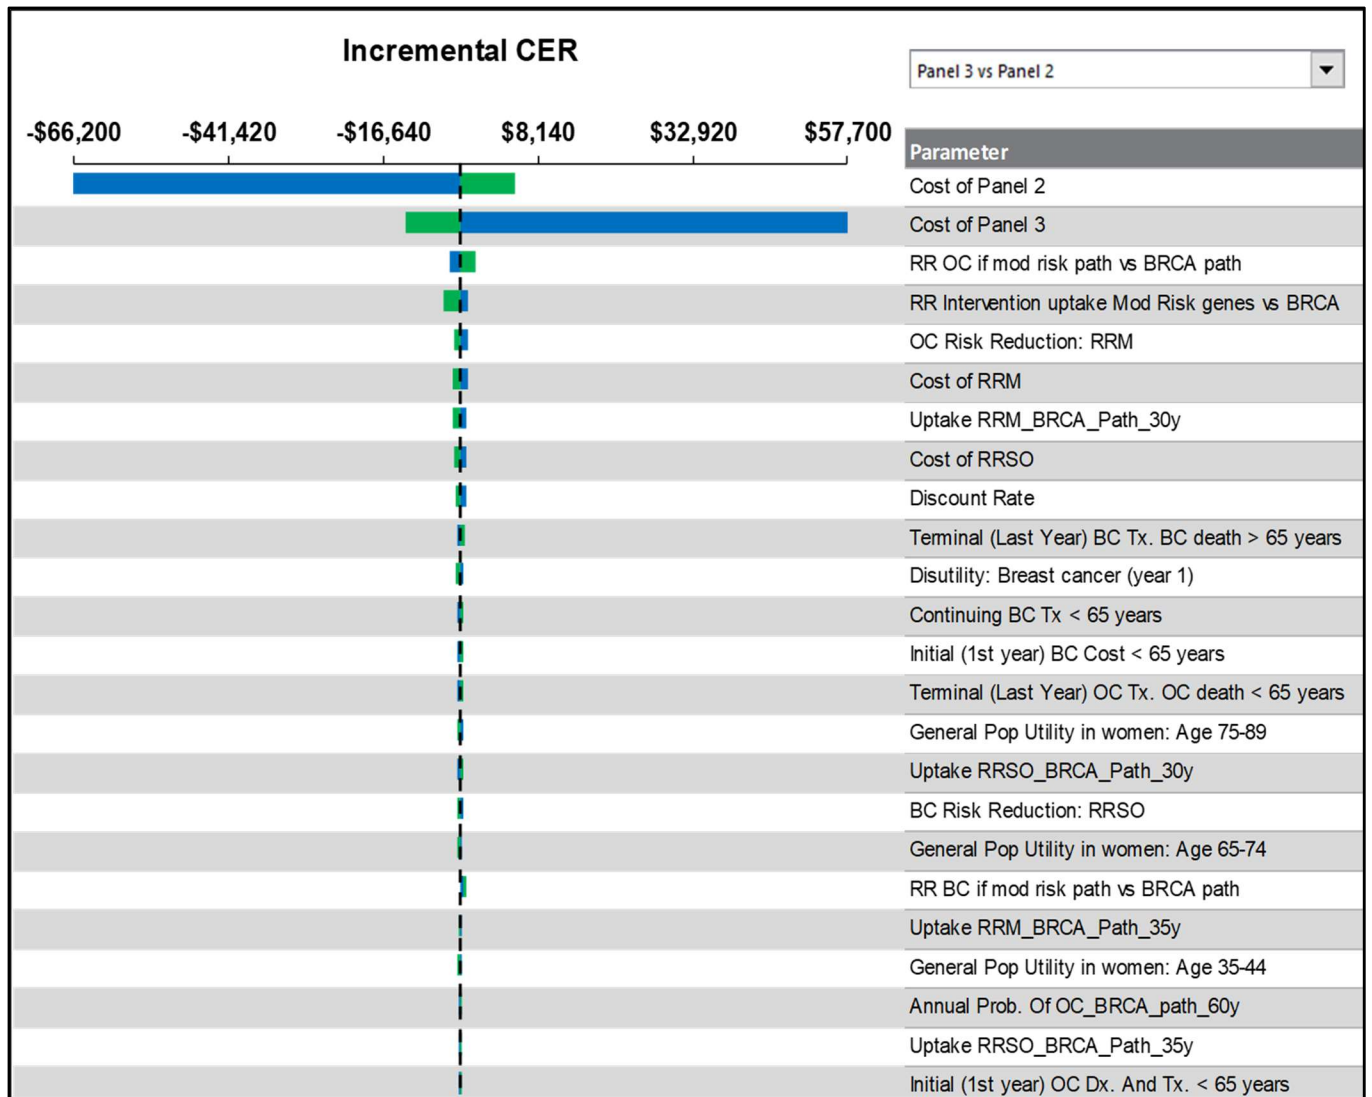 Incremental CER
Panel 3 vs Panel 2
-$66,200 -$41,420 -$16,640 $8,140 $32,920 $57,700
Parameter
Cost of Panel 2
Cost of Panel 3
RR OC if mod risk path vs BRCA path
RR Intervention uptake Mod Risk genes vs BRCA
OC Risk Reduction: RRM
Cost of RRM
Uptake RRM_BRCA_Path_30y
Cost of RRSO
Discount Rate
Terminal (Last Year) BC Tx. BC death > 65 years
Disutility: Breast cancer (year 1)
Continuing BC Tx < 65 years
Initial (1st year) BC Cost < 65 years
Terminal (Last Year) OC Tx. OC death < 65 years
General Pop Utility in women: Age 75-89
Uptake RRSO_BRCA_Path_30y
BC Risk Reduction: RRSO
General Pop Utility in women: Age 65-74
RR BC if mod risk path vs BRCA path
Uptake RRM_BRCA_Path_35y
General Pop Utility in women: Age 35-44
Annual Prob. Of OC_BRCA_path_60y
Uptake RRSO_BRCA_Path_35y
Initial (1st year) OC Dx. And Tx. < 65 years